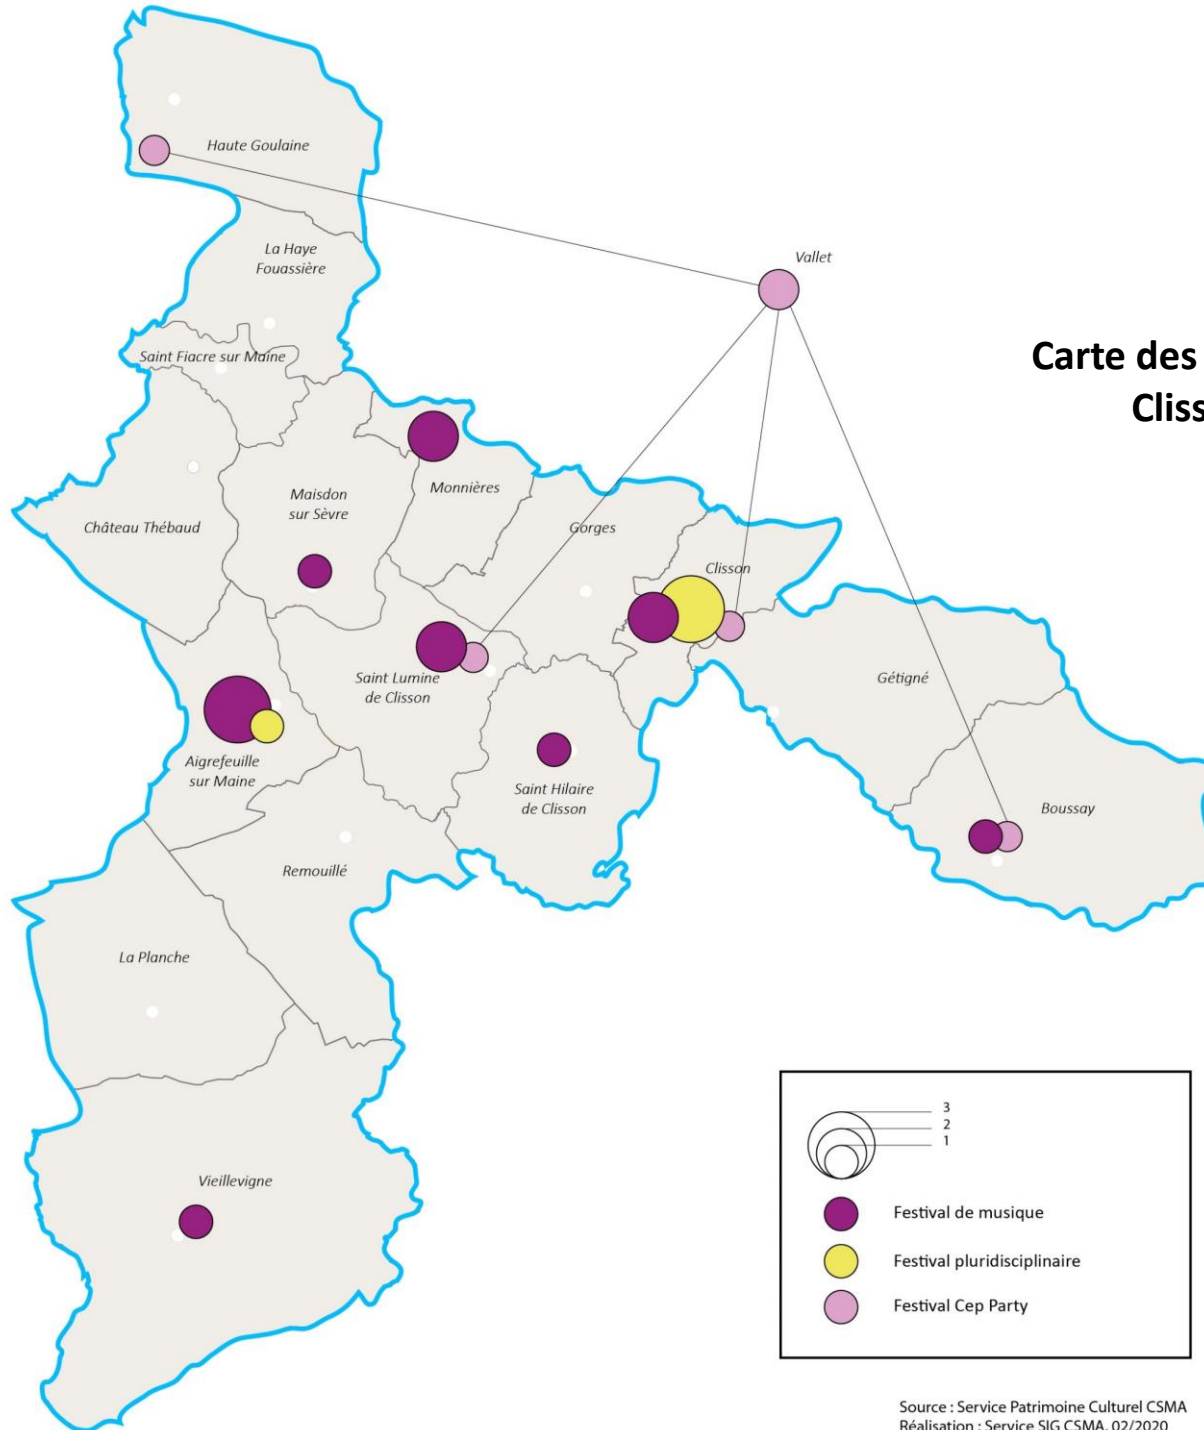 Haute Goulaine
La Haye
Fouassière
Vallet
Carte des
Saint Fiacre sur Maine
Maisdon
sur Sèvre
Monnières
Château Thébaud
Gorges
Clisson
Saint Lumine
de Clisson
Gétigné
Aigrefeuille
sur Maine
Saint Hilaire
de Clisson
Boussay
Remouillé
La Planche
Vieillevigne
3
2
1
Festival de musique
Festival pluridisciplinaire
Festival Cep Party
Source : Service Patrimoine Culturel CSMA
Réalisation : Service SIG CSMA, 02/2020